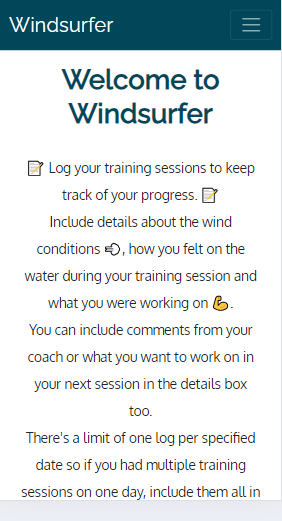 Windsurfer
Welcome to
Windsurfer
📝 Log your training sessions to keep
track of your progress. 📝
Include details about the wind
conditions 💨, how you felt on the
water during your training session and
what you were working on 💪.
You can include comments from your
coach or what you want to work on in
your next session in the details box
too.
There's a limit of one log per specified
date so if you had multiple training
sessions on one day, include them all in